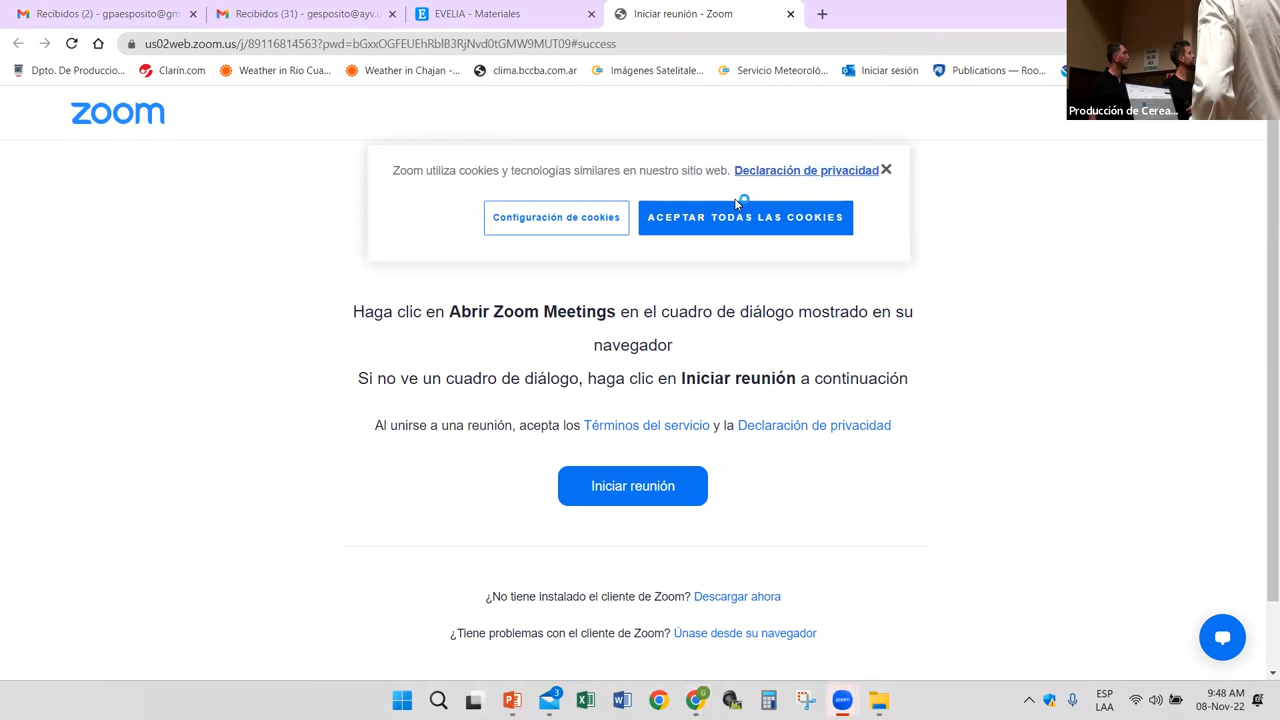 Recibidos (2) - gpaesposito@gm
Recibidos (31) - gesposito@ayv.u
EVELIA - Materiales
Iniciar reunión - Zoom
us02web.zoom.us/j/89116814563?pwd=bGxxOGFEUEhRblB3RjNvd0tGMW9MUT09#success
Dpto. De Produccio...
Clarín.com
Weather in Rio Cua...
Weather in Chajan,...
clima.bccba.com.ar
Imágenes Satelitale...
Servicio Meteoroló...
Iniciar sesión
Publications — Roo...
Producción de Cerea...
zoom
Zoom utiliza cookies y tecnologías similares en nuestro sitio web. Declaración de privacidad
Configuración de cookies
ACEPTAR TODAS LAS COOKIES
Haga clic en Abrir Zoom Meetings en el cuadro de diálogo mostrado en su
navegador
Si no ve un cuadro de diálogo, haga clic en Iniciar reunión a continuación
Al unirse a una reunión, acepta los Términos del servicio y la Declaración de privacidad
Iniciar reunión
¿No tiene instalado el cliente de Zoom? Descargar ahora
¿Tiene problemas con el cliente de Zoom? Únase desde su navegador
3
0
zoom
ESP
LAA
9:48 AM
08-Nov-22